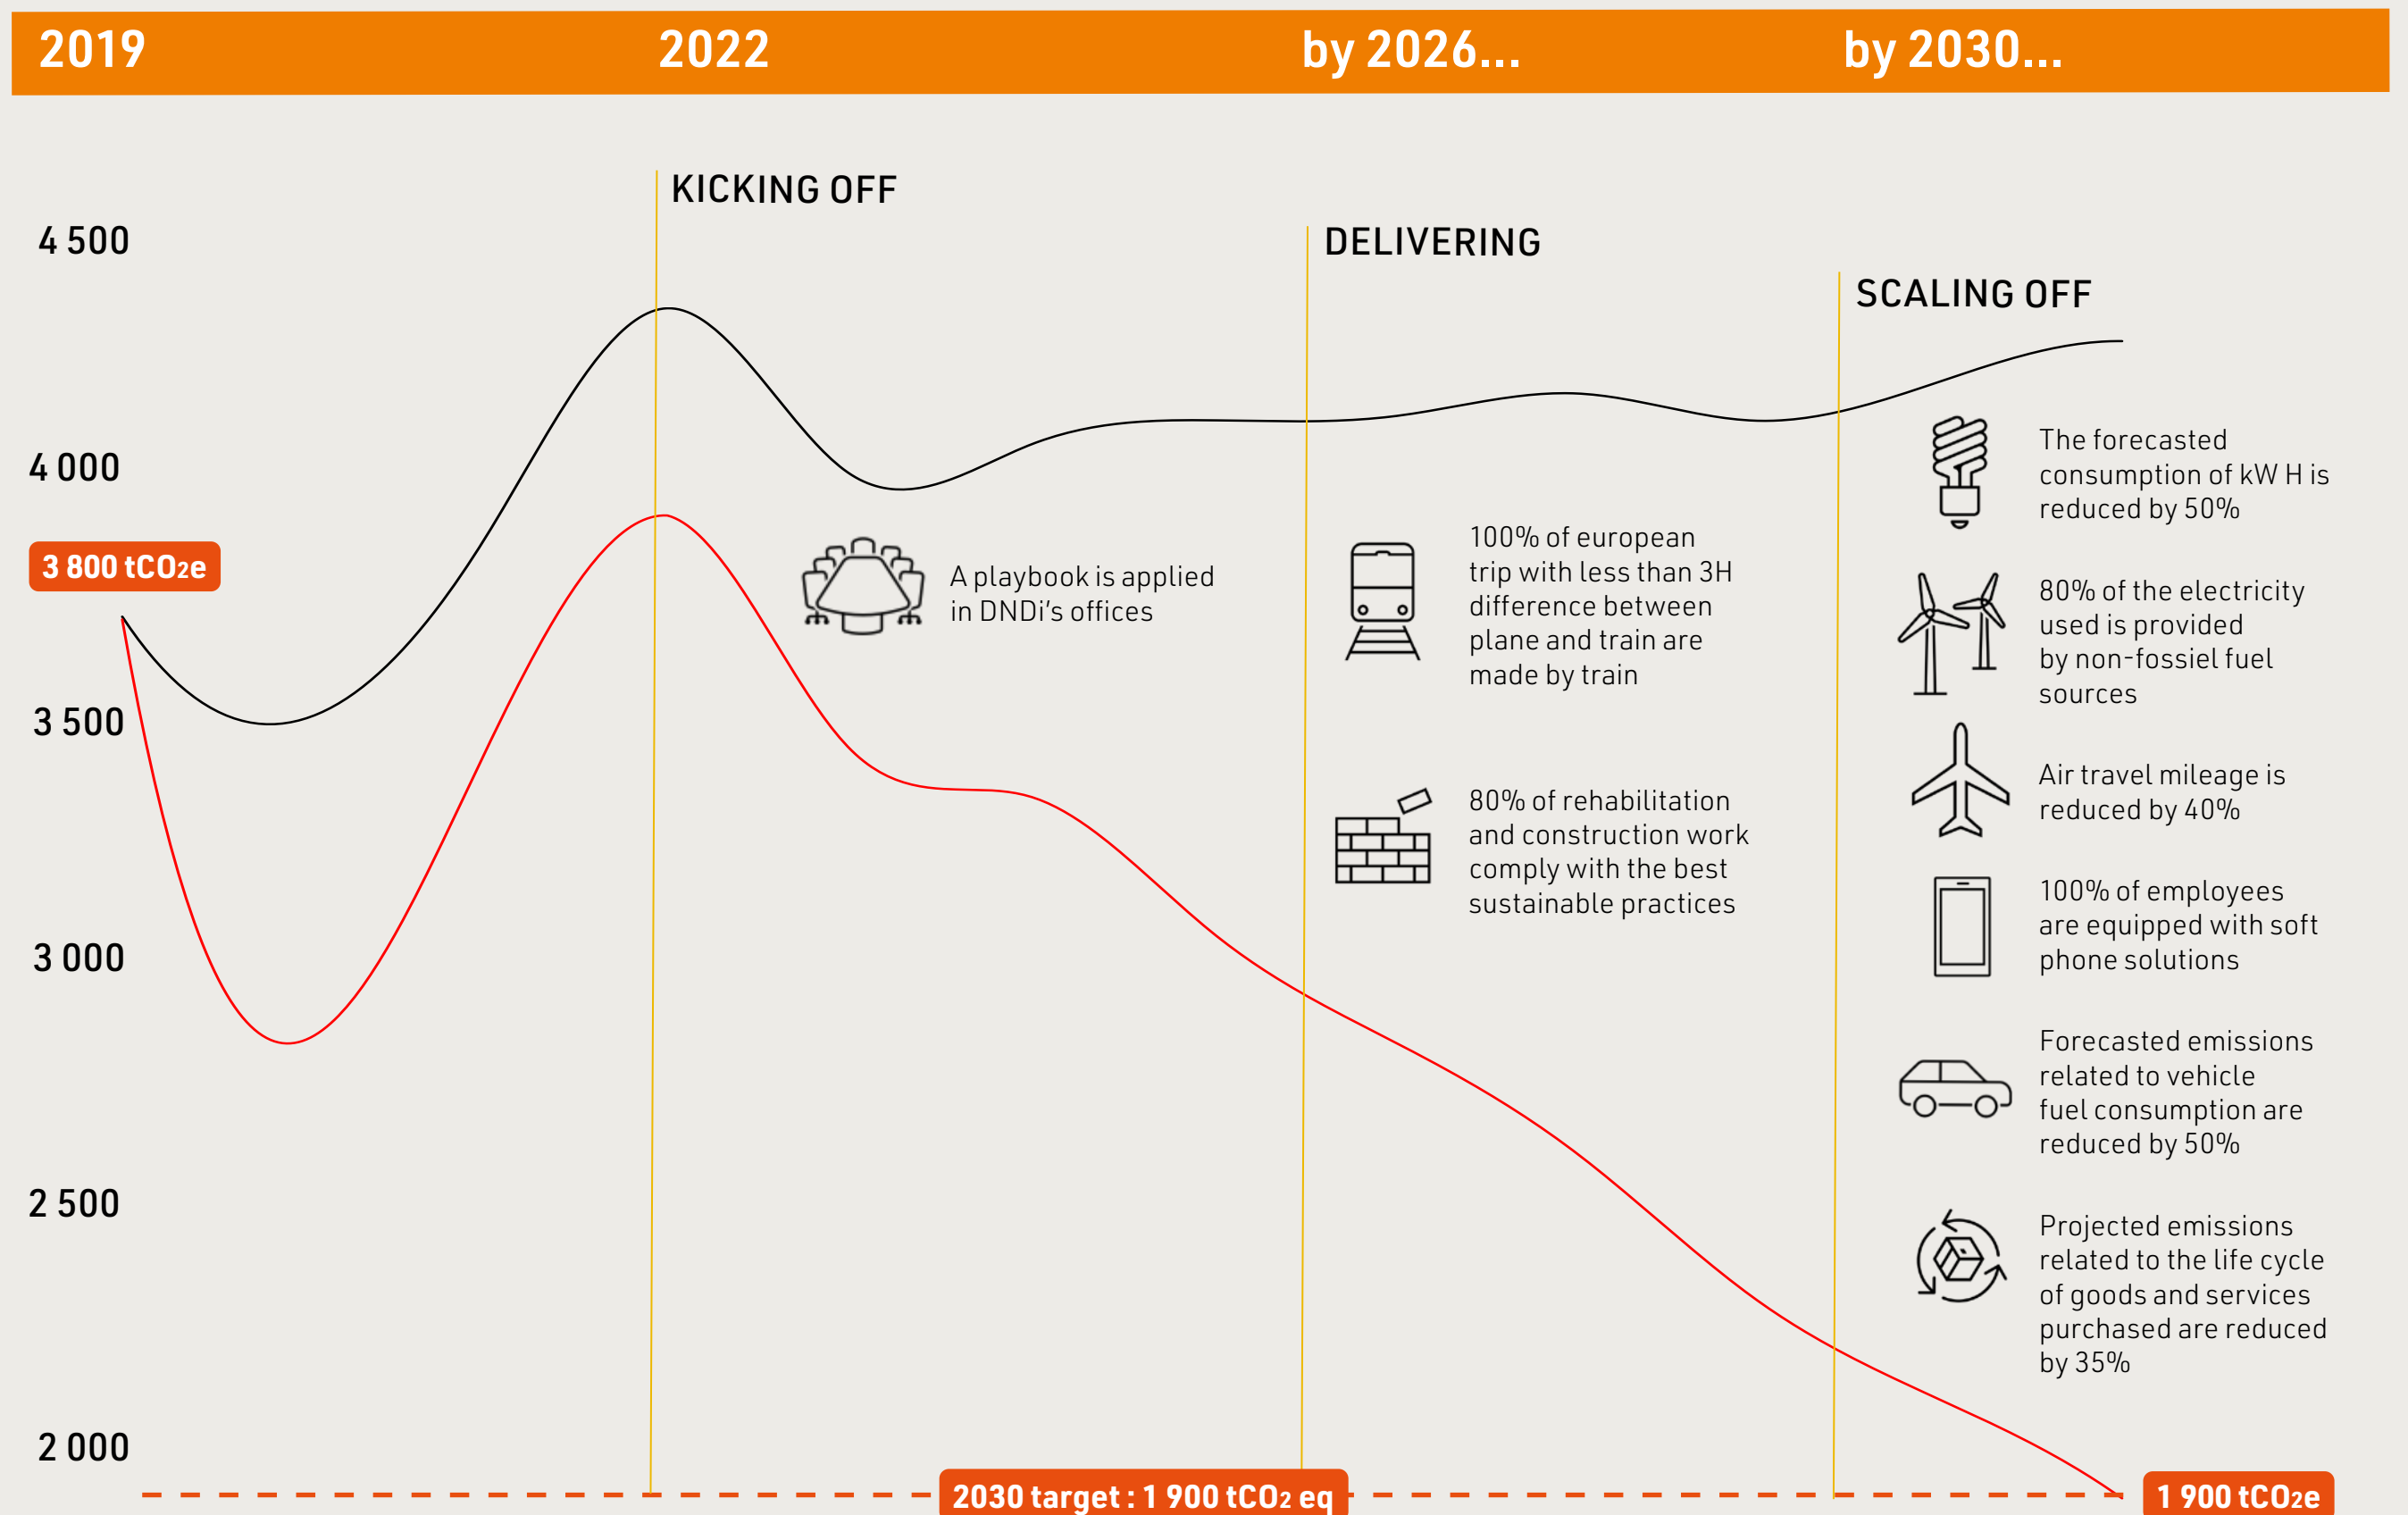 2019
2022
by 2026...
by 2030...
KICKING OFF
DELIVERING
SCALING OFF
4 500
4 000
3 800 tCO2e
3 500
3 000
2 500
2 000
A playbook is applied
in DNDi's offices
100% of european
trip with less than 3H
difference between
plane and train are
made by train
80% of rehabilitation
and construction work
comply with the best
sustainable practices
The forecasted
consumption of kW H is
reduced by 50%
80% of the electricity
used is provided
by non-fossiel fuel
sources
Air travel mileage is
reduced by 40%
100% of employees
are equipped with soft
phone solutions
Forecasted emissions
related to vehicle
fuel consumption are
reduced by 50%
Projected emissions
related to the life cycle
of goods and services
purchased are reduced
by 35%
2030 target : 1 900 tCO2 eq
1 900 tCO2e